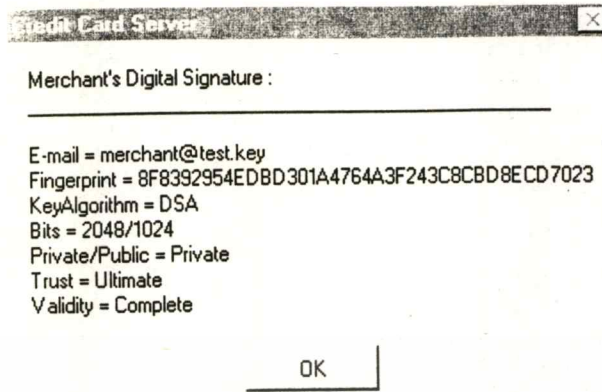 Credit Card Server
Merchant's Digital Signature :
E-mail = merchant@test.key
Fingerprint = 8F8392954EDBD301A4764A3F243C8CBD8ECD7023
KeyAlgorithm = DSA
Bits = 2048/1024
Private/Public = Private
Trust = Ultimate
Validity = Complete
OK